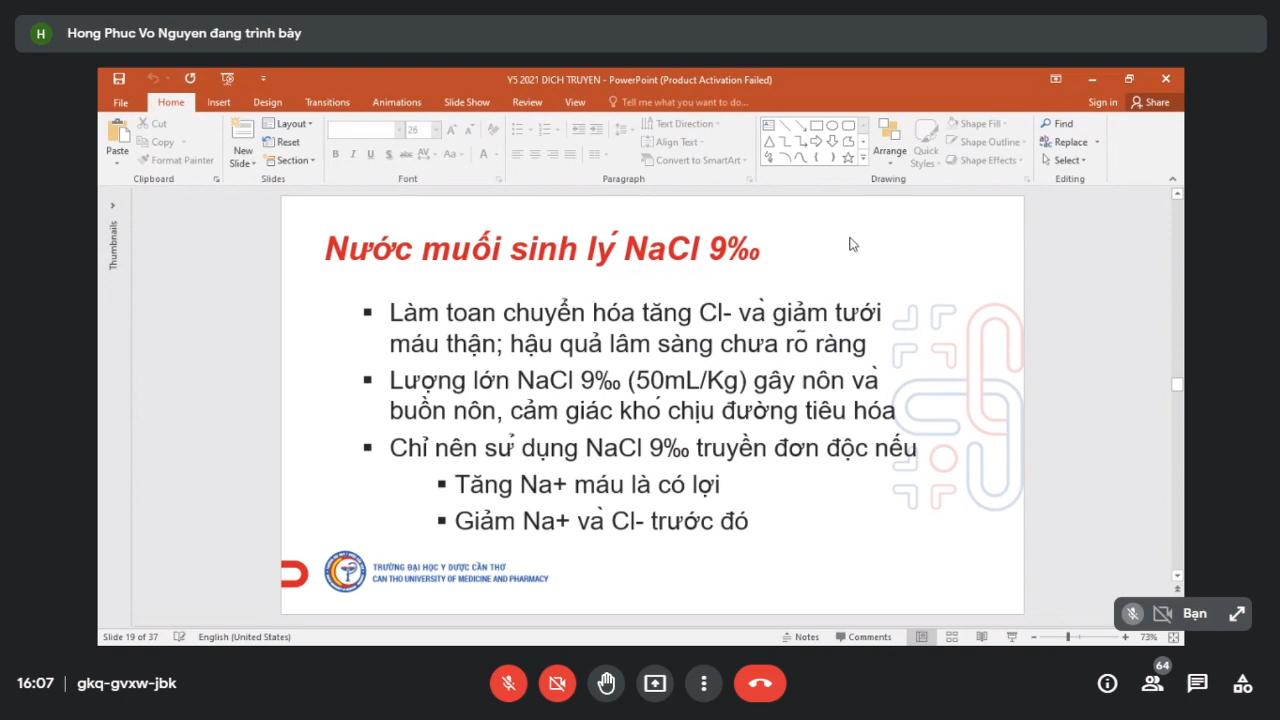 H Hong Phuc Vo Nguyen đang trình bày
Y5 2021 DICH TRUYEN - PowerPoint (Product Activation Failed)
File Home Insert Design Transitions Animations Slide Show Review View Tell me what you want to do... Sign in Share
Cut Layout 26 Text Direction Shape Fill Find
Paste Copy New Slide Reset Align Text Arrange Quick Styles Shape Outline Replace
Format Painter Section B I U S abc AV Aa A Convert to SmartArt Shape Effects Select
Clipboard Slides Font Paragraph Drawing Editing
Thumbnails
Nước muối sinh lý NaCl 9‰
Làm toan chuyển hóa tăng Cl- và giảm tưới
máu thận; hậu quả lâm sàng chưa rõ ràng
Lượng lớn NaCl 9‰ (50mL/Kg) gây nôn và
buồn nôn, cảm giác khó chịu đường tiêu hóa
Chỉ nên sử dụng NaCl 9‰ truyền đơn độc nếu
Tăng Na+ máu là có lợi
Giảm Na+ và Cl- trước đó
TRƯỜNG ĐẠI HỌC Y DƯỢC CẦN THƠ
CAN THO UNIVERSITY OF MEDICINE AND PHARMACY
Bạn
Slide 19 of 37 English (United States) Notes Comments 73%
16:07 | gkq-gvxw-jbk 64